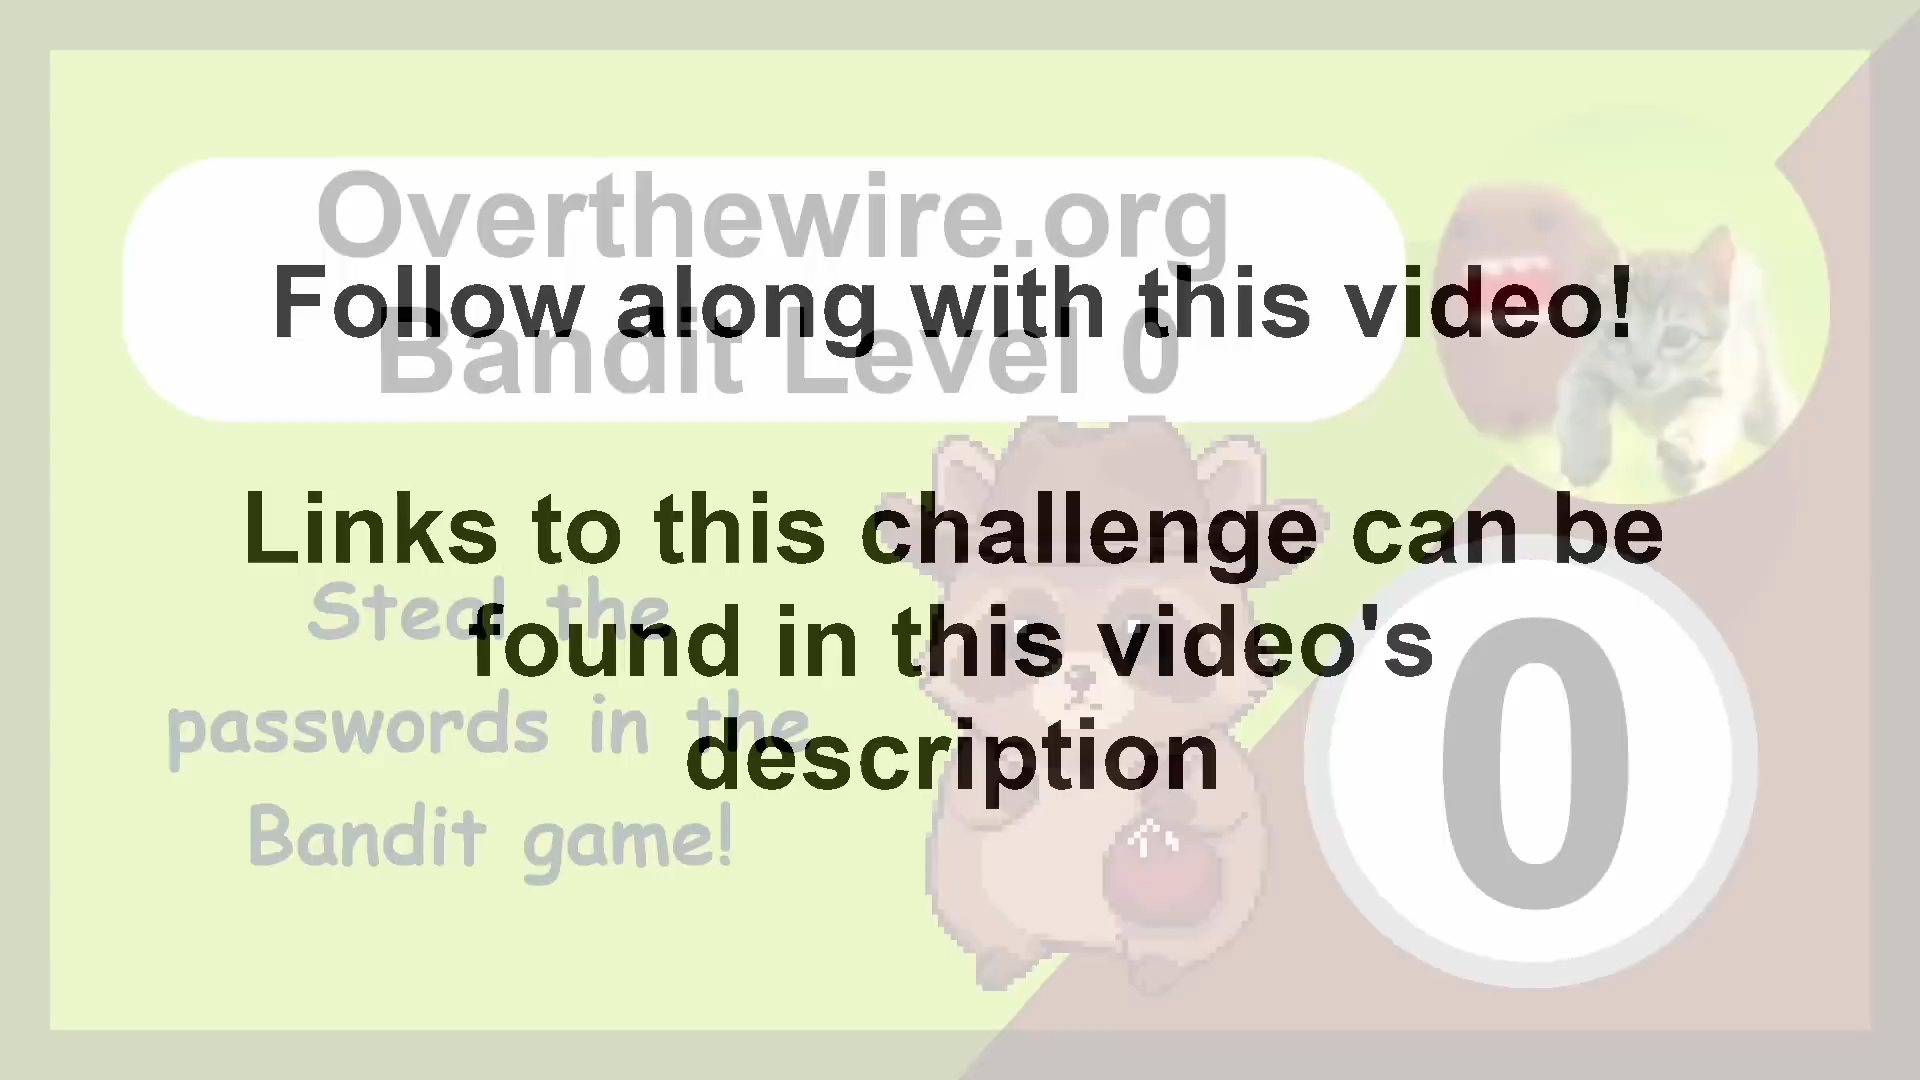 Overthewire.org
Follow along with this video!
Bandit Level 0
Links to this challenge can be
Steal the
found in this video's
passwords in the
description
Bandit game!
0